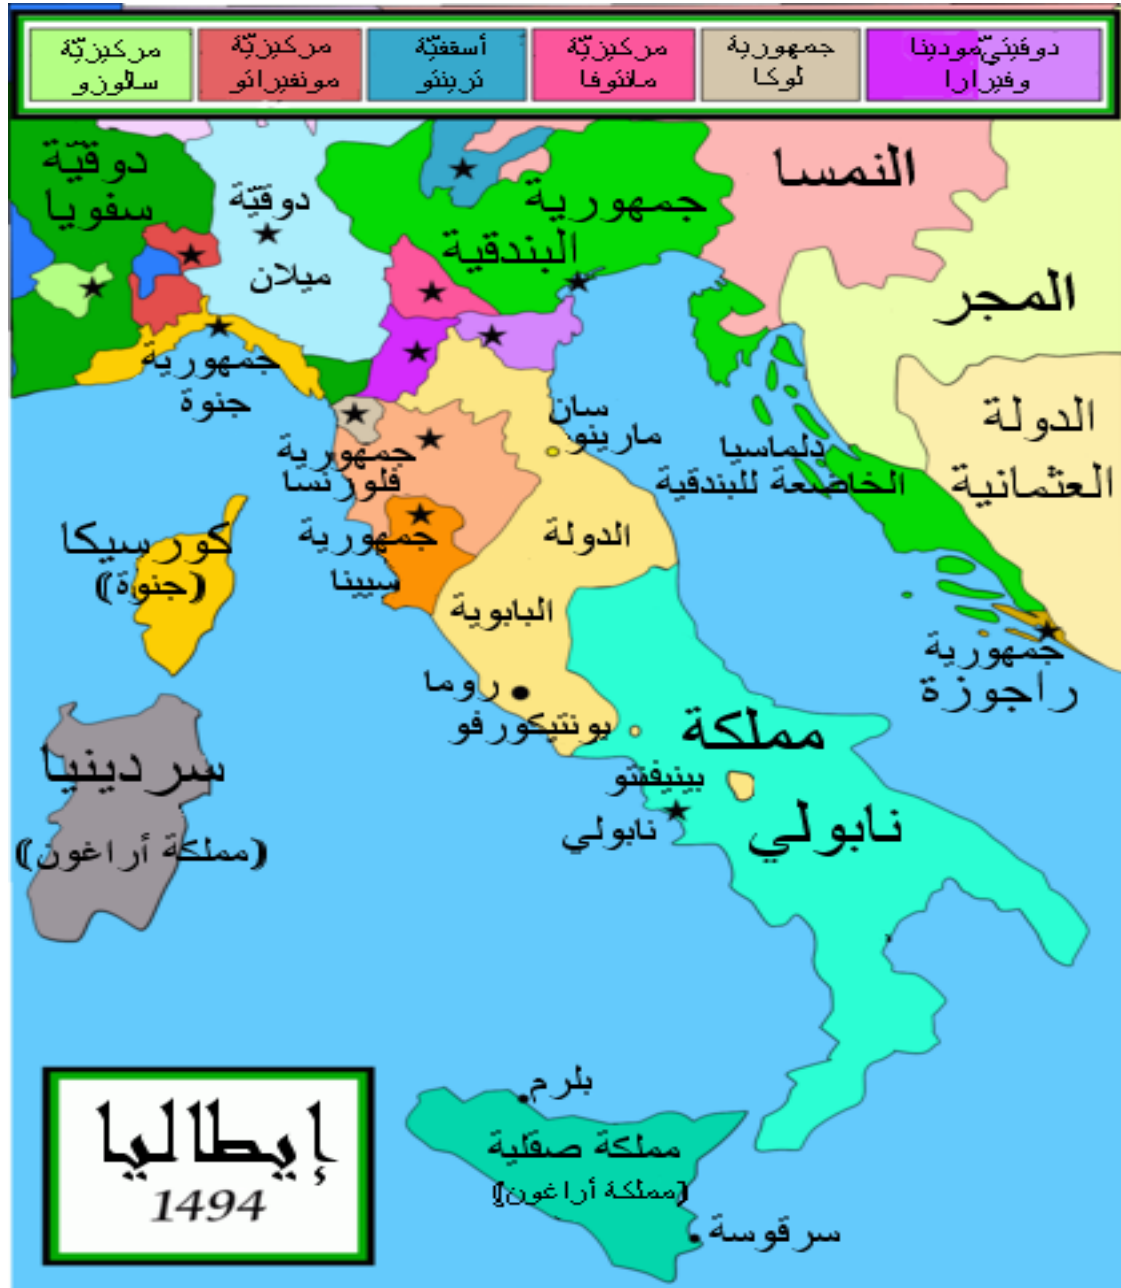 دوقيتيّ مودينا
وفيرارا
جمهورية
لوكا
مركيزيّة
مانتوفا
أسقفيّة
ترينتو
مركيزيّة
مونفيراتو
مركيزيّة
سالوزو
النمسا
دوقيّة
سفويا
دوقيّة
ميلان
جمهورية
البندقية
المجر
جمهورية
جنوة
الدولة
العثمانية
سان
مارينو
دلماسيا
الخاضعة للبندقية
جمهورية
فلورنسا
كورسيكا
(جنوة)
جمهورية
سيينا
الدولة
البابوية
جمهورية
راجوزة
روما
بونتيكورفو
مملكة
نابولي
سردينيا
(مملكة أراغون)
بينيفنتو
نابولي
بلرم
مملكة صقلية
(مملكة أراغون)
سرقوسة
إيطاليا
1494